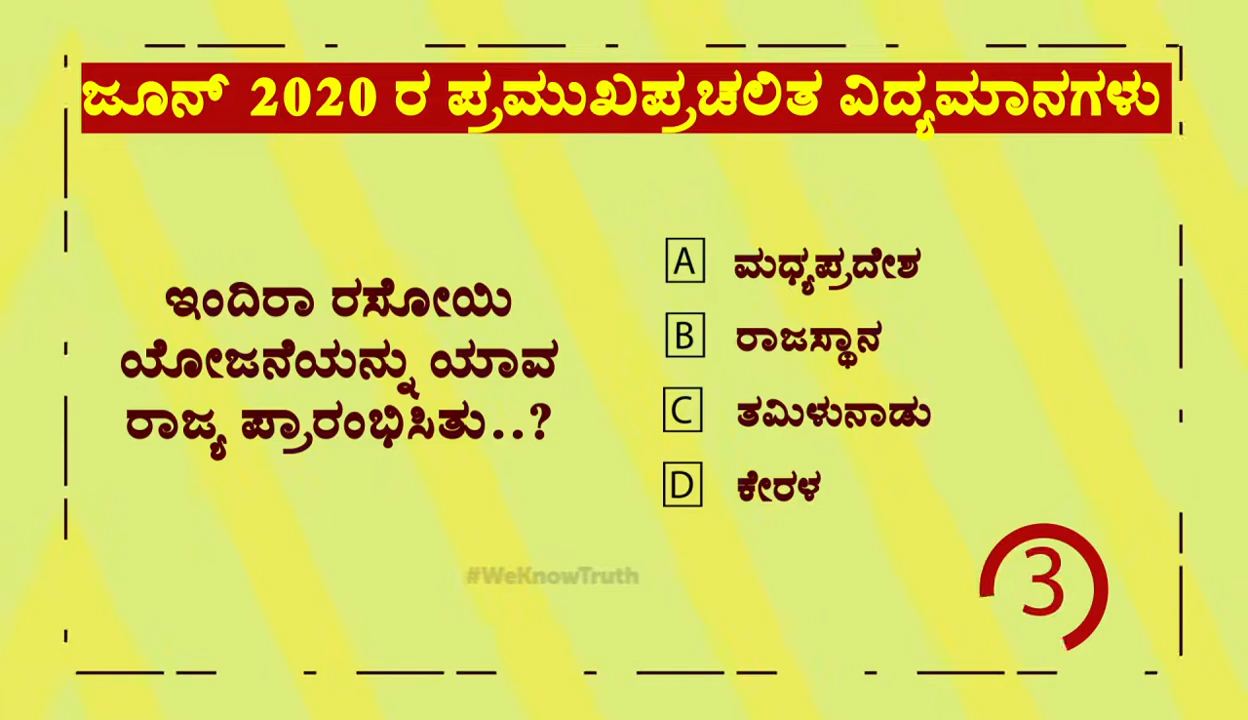 ಜೂನ್ 2020 ರ ಪ್ರಮುಖಪ್ರಚಲಿತ ವಿದ್ಯಮಾನಗಳು
ಇಂದಿರಾ ರಸೋಯಿ
ಯೋಜನೆಯನ್ನು ಯಾವ
ರಾಜ್ಯ ಪ್ರಾರಂಭಿಸಿತು..?
A ಮಧ್ಯಪ್ರದೇಶ
B ರಾಜಸ್ಥಾನ
C ತಮಿಳುನಾಡು
D ಕೇರಳ
#WeKnowTruth
3